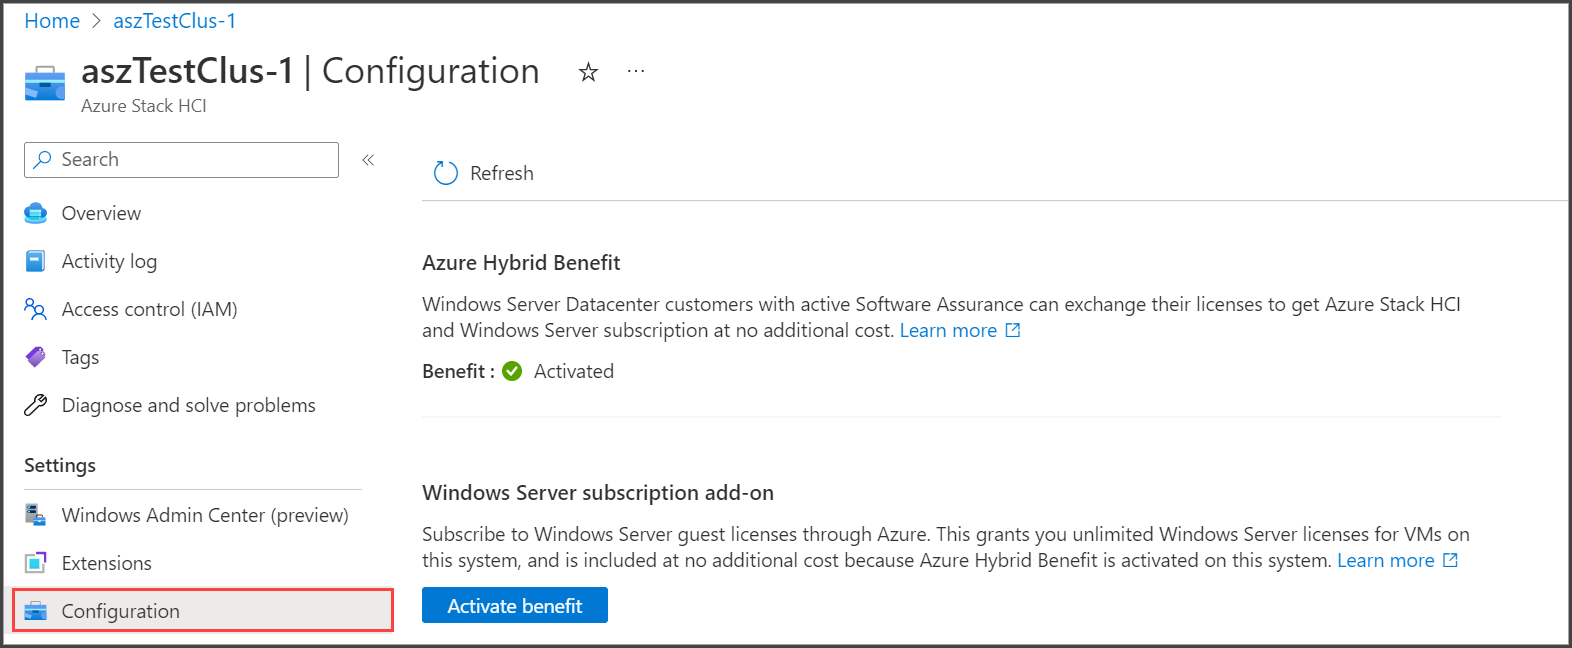 Home > aszTestClus-1
aszTestClus-1 | Configuration
Azure Stack HCI
Search
Overview
Activity log
Access control (IAM)
Tags
Diagnose and solve problems
Settings
Windows Admin Center (preview)
Extensions
Configuration
Refresh
Azure Hybrid Benefit
Windows Server Datacenter customers with active Software Assurance can exchange their licenses to get Azure Stack HCI
and Windows Server subscription at no additional cost. Learn more
Benefit : Activated
Windows Server subscription add-on
Subscribe to Windows Server guest licenses through Azure. This grants you unlimited Windows Server licenses for VMs on
this system, and is included at no additional cost because Azure Hybrid Benefit is activated on this system. Learn more
Activate benefit